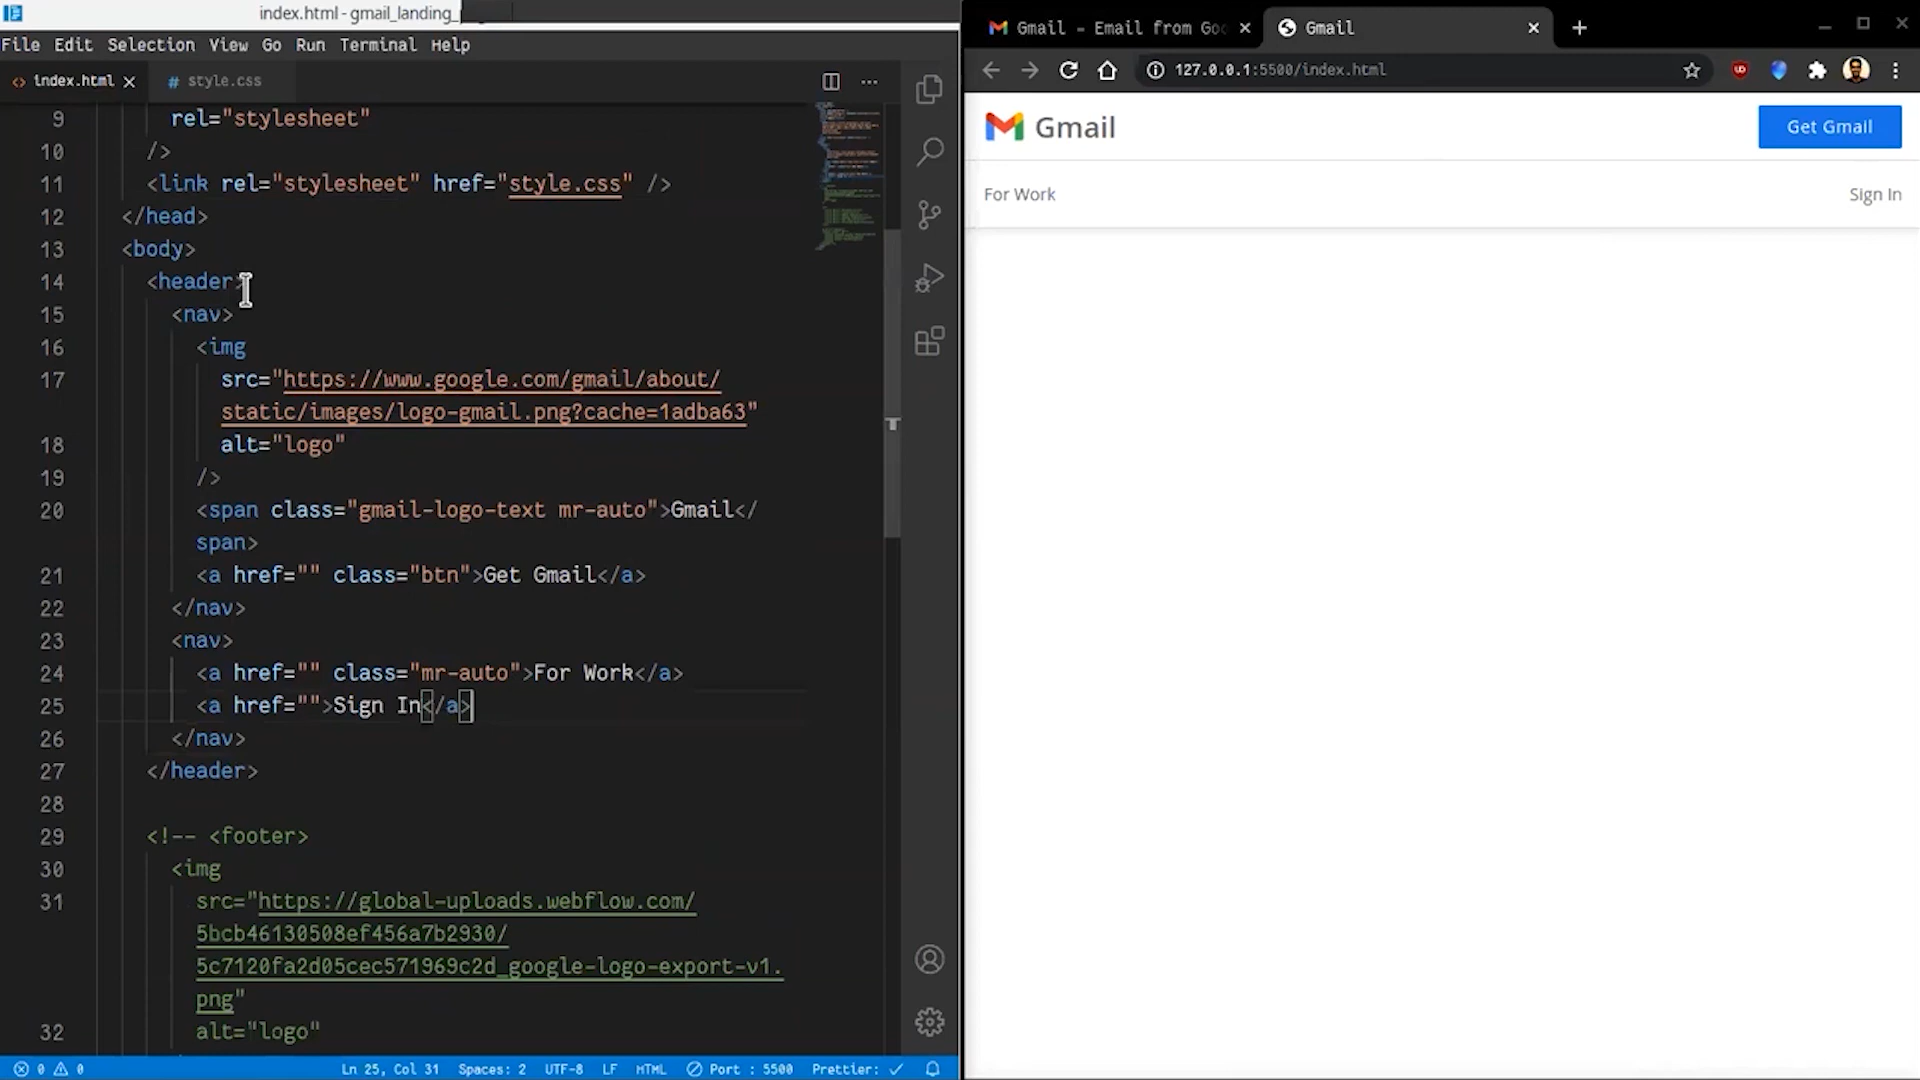 index.html - gmail_landing_
File Edit Selection View Go Run Terminal Help
<> index.html × # style.css
9 rel="stylesheet"
10 />
11 <link rel="stylesheet" href="style.css" />
12 </head>
13 <body>
14 <header>
15 <nav>
16 <img
17 src="https://www.google.com/gmail/about/
static/images/logo-gmail.png?cache=1adba63"
18 alt="logo"
19 />
20 <span class="gmail-logo-text mr-auto">Gmail</
span>
21 <a href="" class="btn">Get Gmail</a>
22 </nav>
23 <nav>
24 <a href="" class="mr-auto">For Work</a>
25 <a href="">Sign In</a>
26 </nav>
27 </header>
28
29 <!-- <footer>
30 <img
31 src="https://global-uploads.webflow.com/
5bcb46130508ef456a7b2930/
5c7120fa2d05cec571969c2d_google-logo-export-v1.
png"
32 alt="logo"
0 0 Ln 25, Col 31 Spaces: 2 UTF-8 LF HTML Port : 5500 Prettier: ✓
Gmail - Email from Goo
Gmail
127.0.0.1:5500/index.html
Gmail
Get Gmail
For Work
Sign In